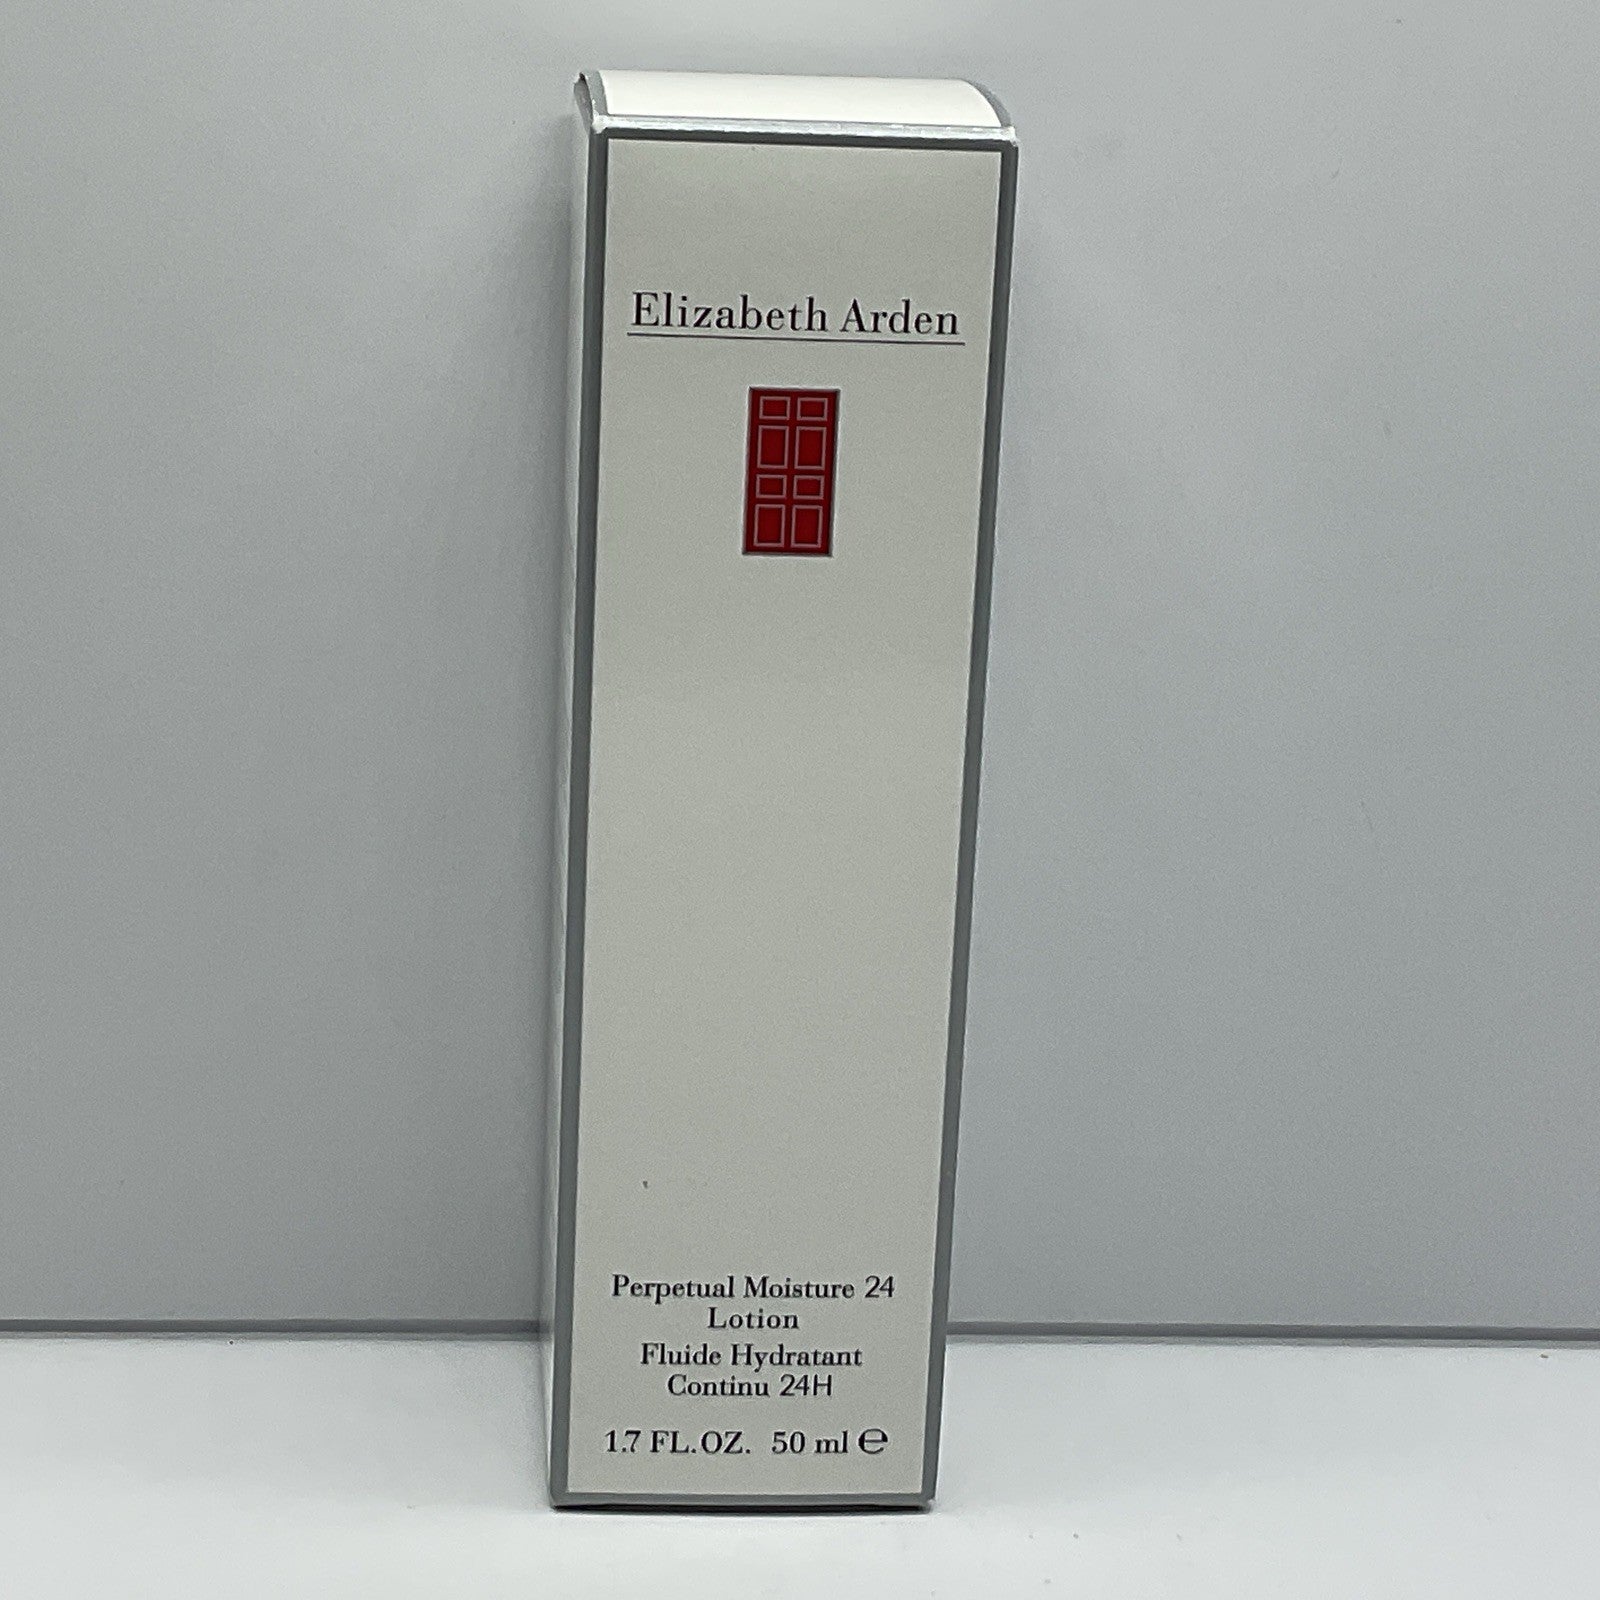 Elizabeth Arden
Perpetual Moisture 24
Lotion
Fluide Hydratant
Continu 24H
1.7 FL.OZ. 50 ml ℮